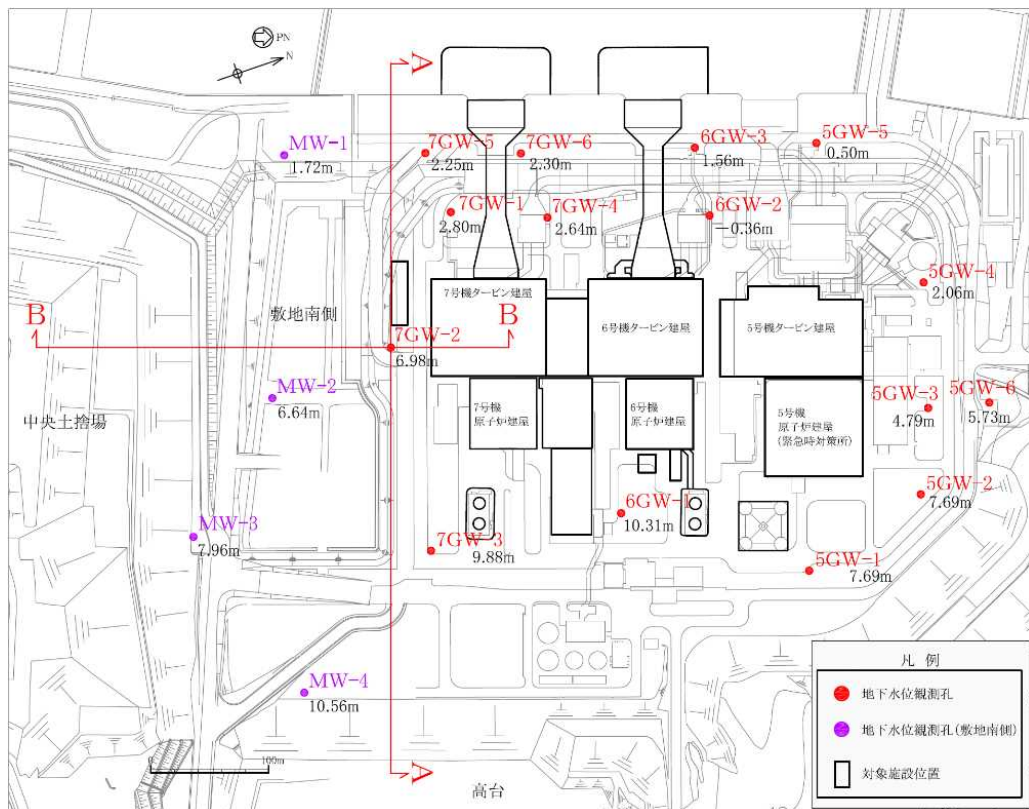 PN
N
A
MW-1
1.72m
7GW-5
2.25m
7GW-6
2.30m
6GW-3
1.56m
5GW-5
0.50m
7GW-1
2.80m
7GW-4
2.64m
6GW-2
−0.36m
5GW-4
2.06m
7号機タービン建屋
6号機タービン建屋
5号機タービン建屋
敷地南側
B
B
7GW-2
6.98m
MW-2
6.64m
中央土捨場
7号機
原子炉建屋
6号機
原子炉建屋
5号機
原子炉建屋
(緊急時対策所)
5GW-3
4.79m
5GW-6
5.73m
5GW-2
7.69m
6GW-1
10.31m
MW-3
7.96m
7GW-3
9.88m
5GW-1
7.69m
MW-4
10.56m
0
100m
A
高台
凡例
地下水位観測孔
地下水位観測孔(敷地南側)
対象施設位置